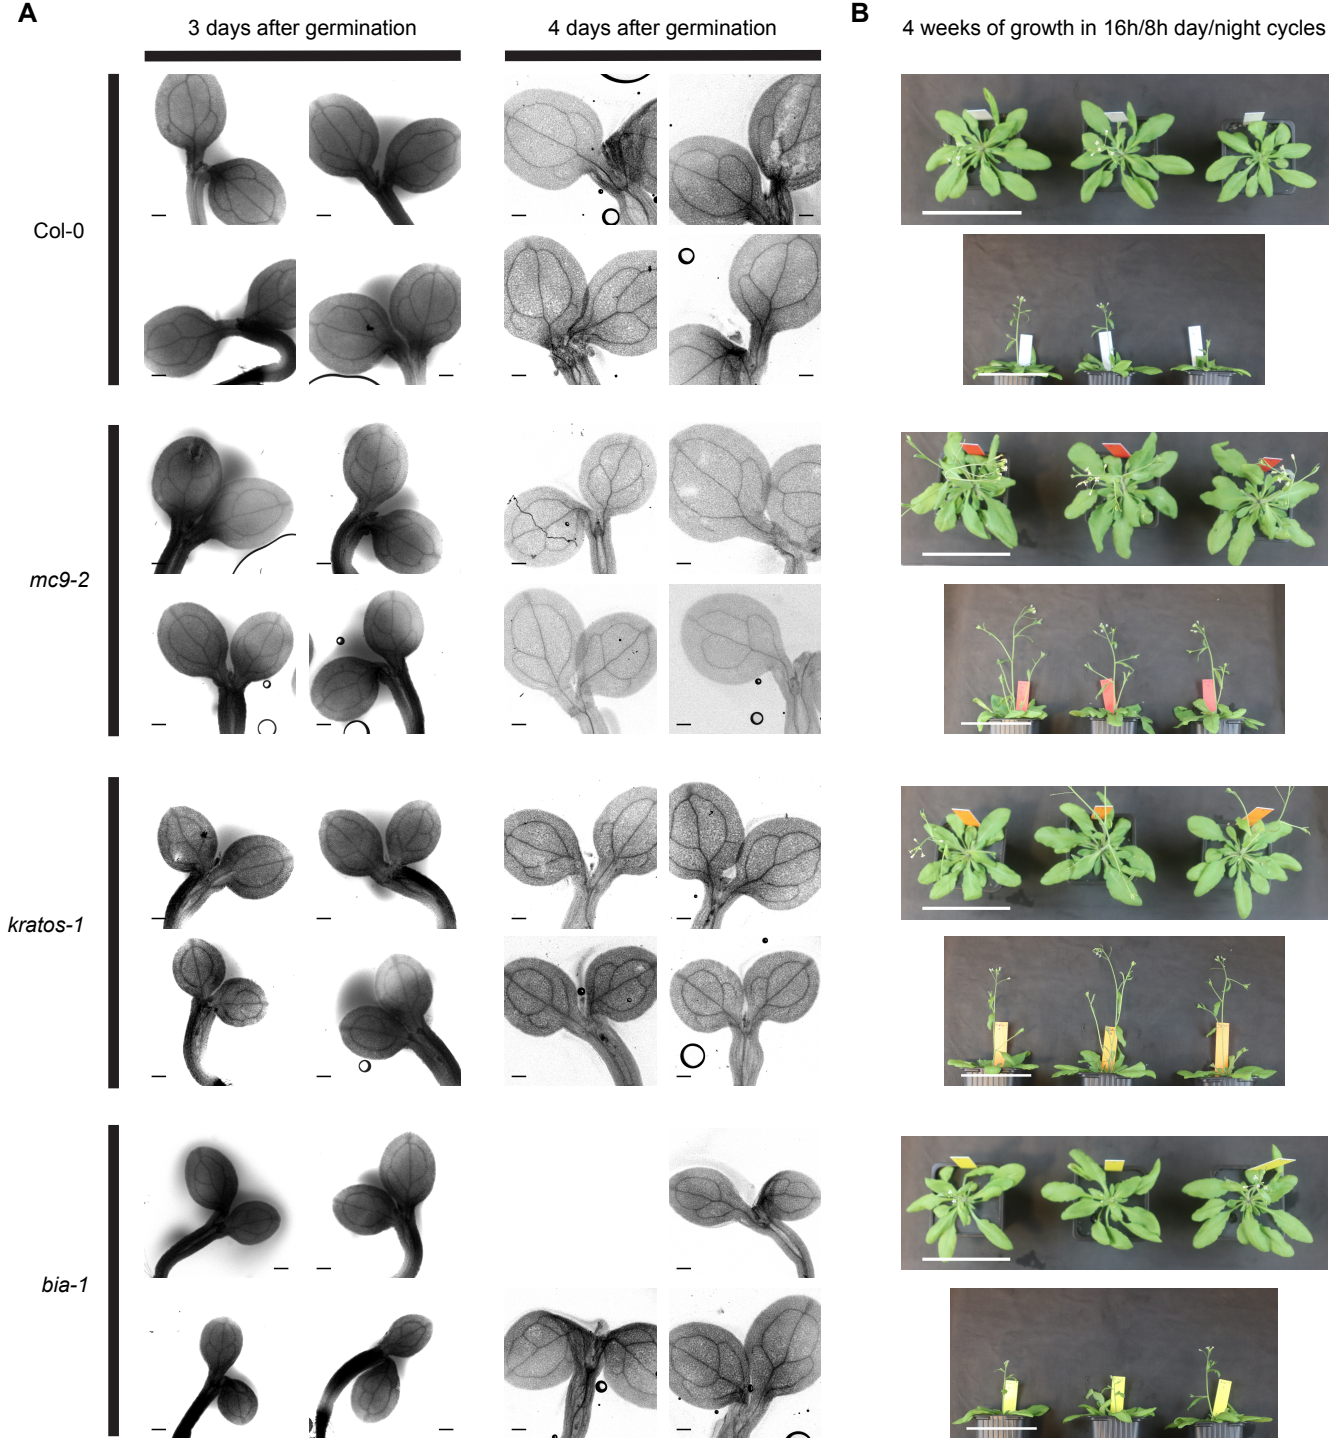 A
B
3 days after germination
4 days after germination
4 weeks of growth in 16h/8h day/night cycles
Col-0
mc9-2
kratos-1
bia-1